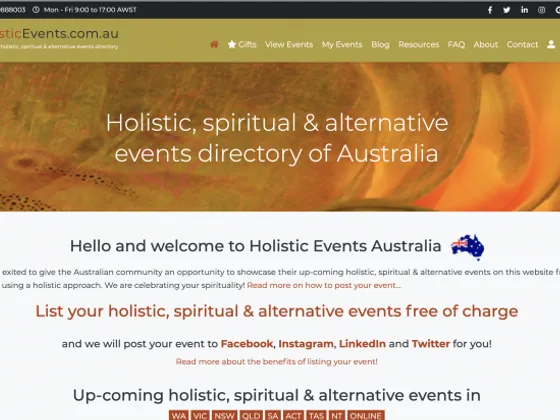 888003 Mon - Fri 9:00 to 17:00 AWST
sticEvents.com.au
holistic, spiritual & alternative events directory
Gifts View Events My Events Blog Resources FAQ About Contact
Holistic, spiritual & alternative
events directory of Australia
Hello and welcome to Holistic Events Australia
exited to give the Australian community an opportunity to showcase their up-coming holistic, spiritual & alternative events on this website f
using a holistic approach. We are celebrating your spirituality! Read more on how to post your event...
List your holistic, spiritual & alternative events free of charge
and we will post your event to Facebook, Instagram, LinkedIn and Twitter for you!
Read more about the benefits of listing your event!
Up-coming holistic, spiritual & alternative events in
WA VIC NSW QLD SA ACT TAS NT ONLINE